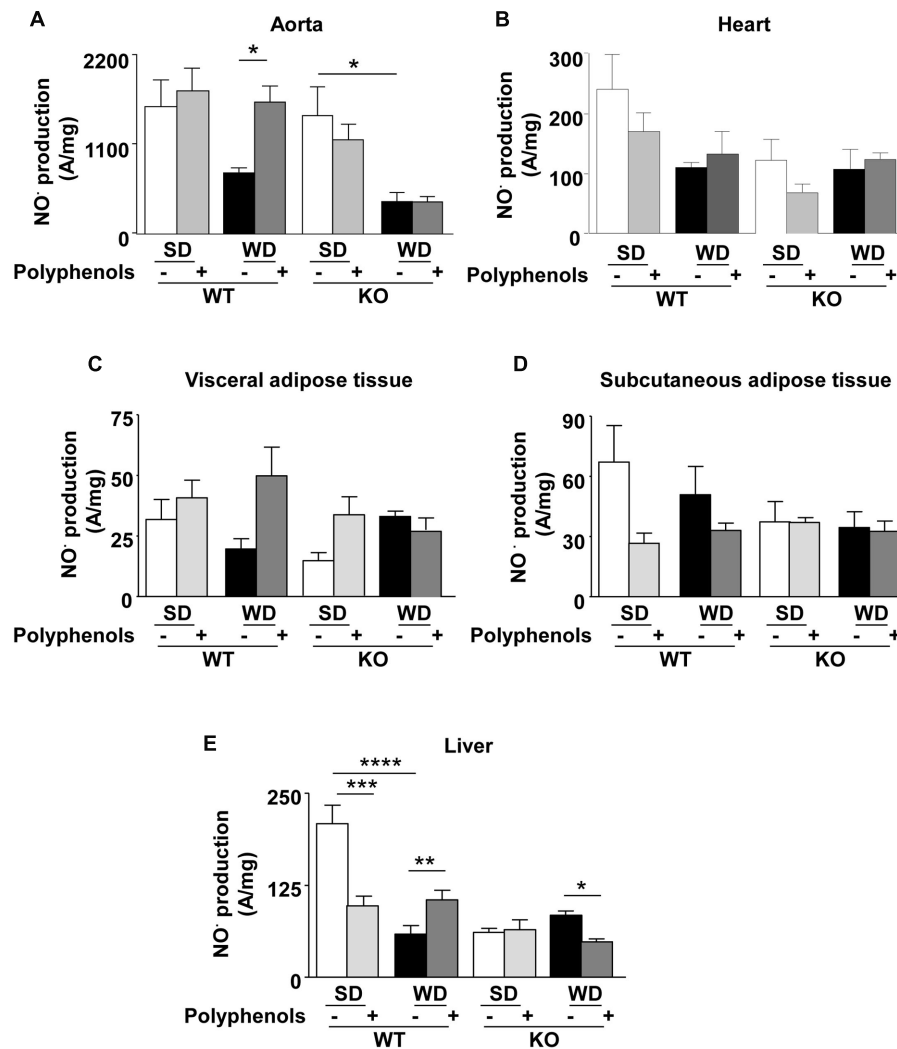 A
Aorta
NO· production
(A/mg)
2200
1100
0
*
*
SD
WD
SD
WD
Polyphenols - + - + - + - +
WT
KO
B
Heart
NO· production
(A/mg)
300
200
100
0
SD
WD
SD
WD
Polyphenols - + - + - + - +
WT
KO
C
Visceral adipose tissue
NO· production
(A/mg)
75
50
25
0
SD
WD
SD
WD
Polyphenols - + - + - + - +
WT
KO
D
Subcutaneous adipose tissue
NO· production
(A/mg)
90
60
30
0
SD
WD
SD
WD
Polyphenols - + - + - + - +
WT
KO
E
Liver
NO· production
(A/mg)
250
125
0
****
***
**
*
SD
WD
SD
WD
Polyphenols - + - + - + - +
WT
KO